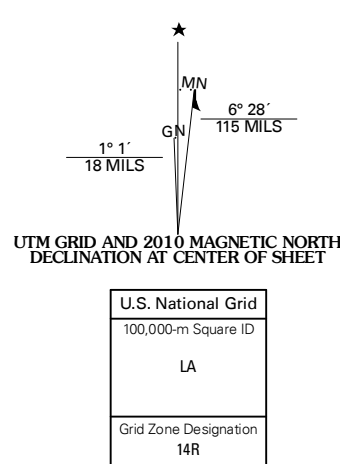 ★
MN
6° 28´
115 MILS
GN
1° 1´
18 MILS
UTM GRID AND 2010 MAGNETIC NORTH
DECLINATION AT CENTER OF SHEET
U.S. National Grid
100,000-m Square ID
LA
Grid Zone Designation
14R